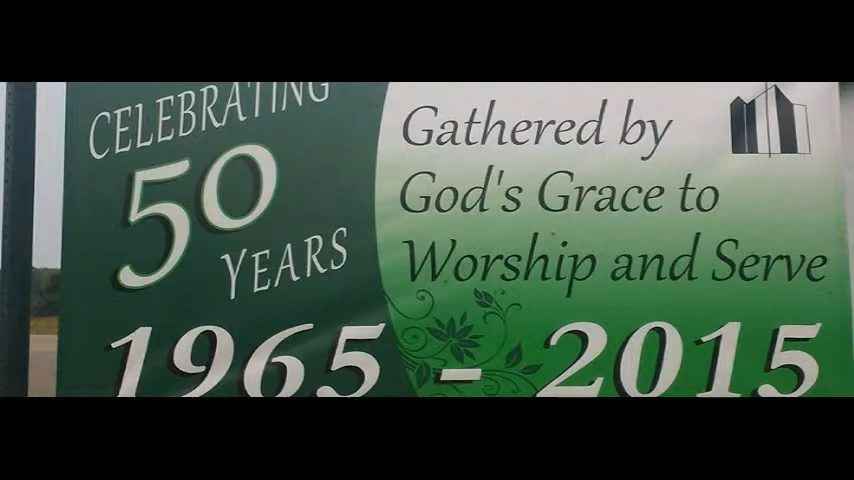 CELEBRATING
50
YEARS
Gathered by
God's Grace to
Worship and Serve
1965 - 2015